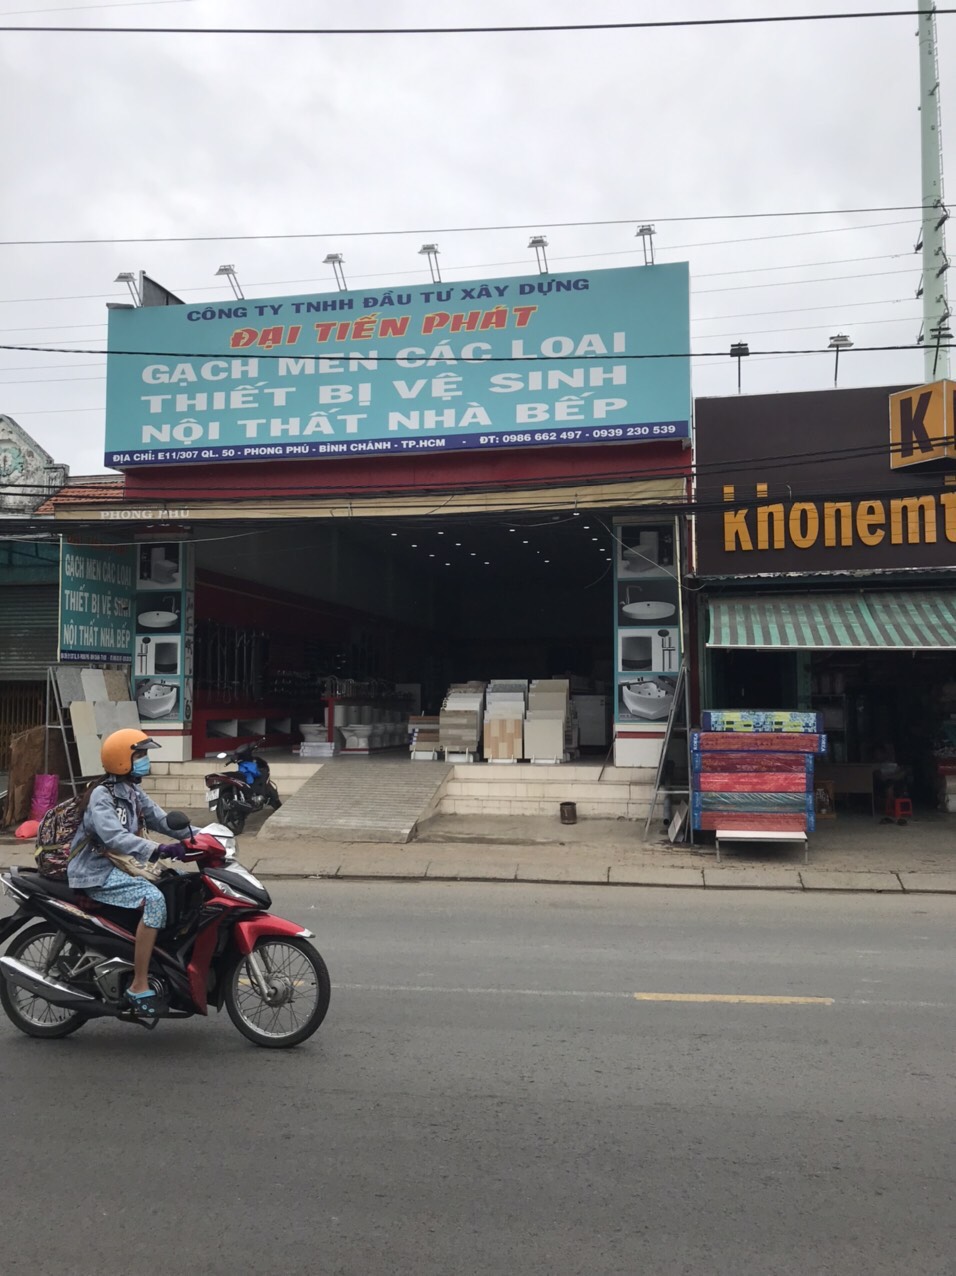 CÔNG TY TNHH ĐẦU TƯ XÂY DỰNG
ĐẠI TIẾN PHÁT
GẠCH MEN CÁC LOẠI
THIẾT BỊ VỆ SINH
NỘI THẤT NHÀ BẾP
ĐỊA CHỈ: E11/307 QL. 50 - PHONG PHÚ - BÌNH CHÁNH - TP.HCM - ĐT: 0986 662 497 - 0939 230 539
K
khonem
PHONG PHÚ
GẠCH MEN CÁC LOẠI
THIẾT BỊ VỆ SINH
NỘI THẤT NHÀ BẾP